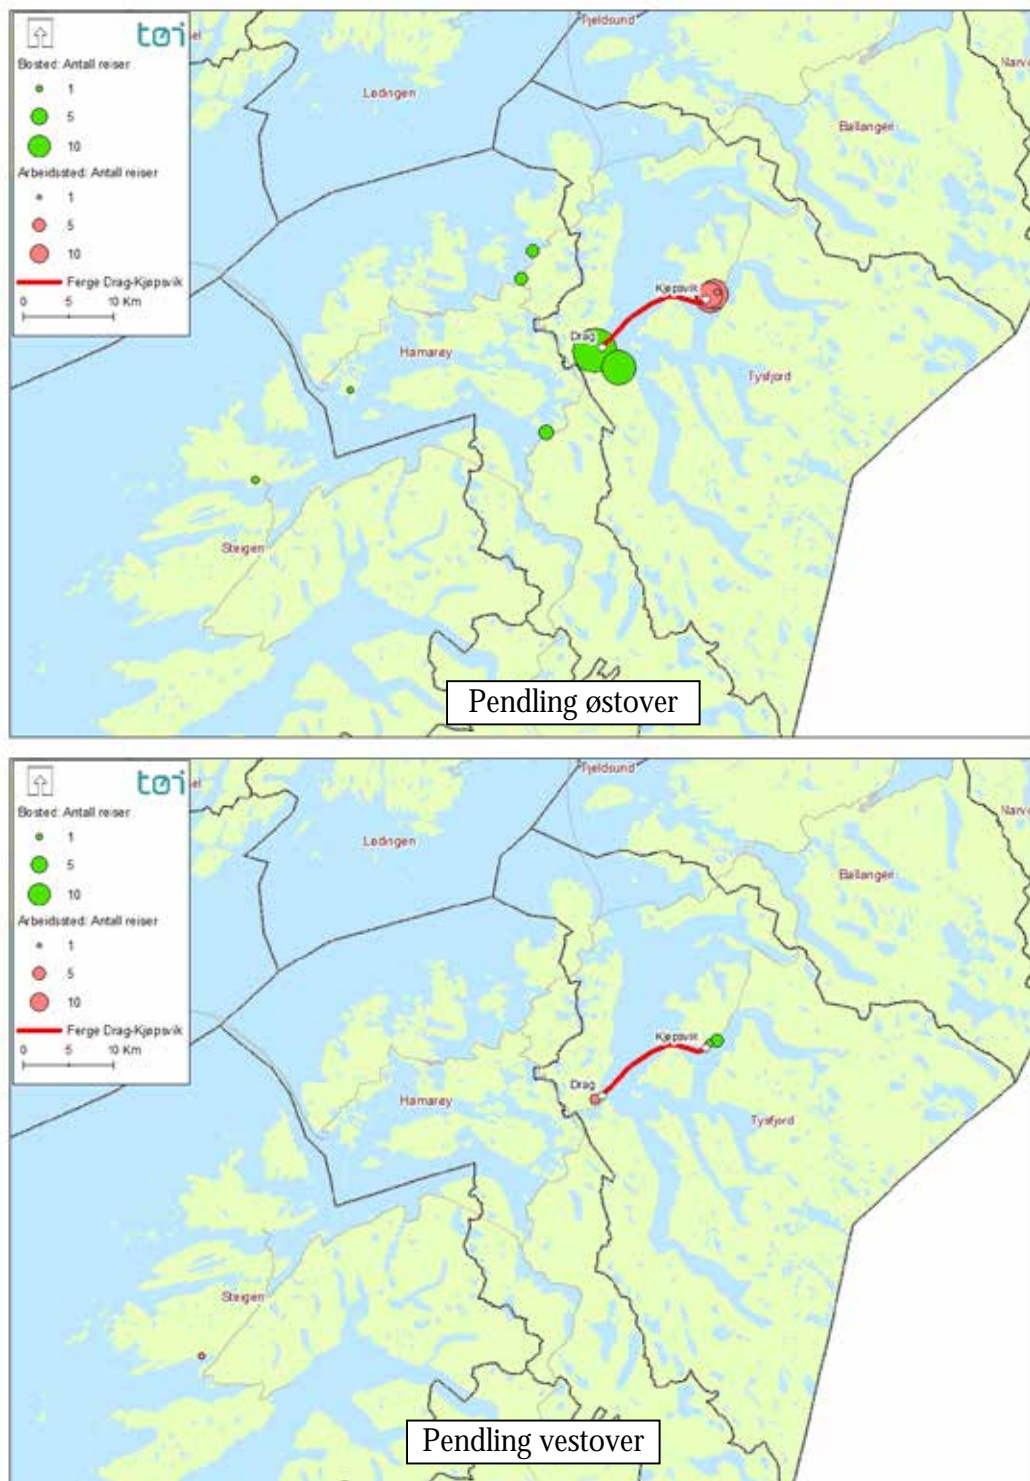 Fjeldsund
tøi
Bosted: Antall reiser
1
5
10
Arbeidssted: Antall reiser
1
5
10
Ferge Drag-Kjøpsvik
0 5 10 Km
Lødingen
Ballangen
Kjøpsvik
Drag
Hamarøy
Tysfjord
Steigen
Pendling østover
Fjeldsund
tøi
Bosted: Antall reiser
1
5
10
Arbeidssted: Antall reiser
1
5
10
Ferge Drag-Kjøpsvik
0 5 10 Km
Lødingen
Ballangen
Kjøpsvik
Drag
Hamarøy
Tysfjord
Steigen
Pendling vestover